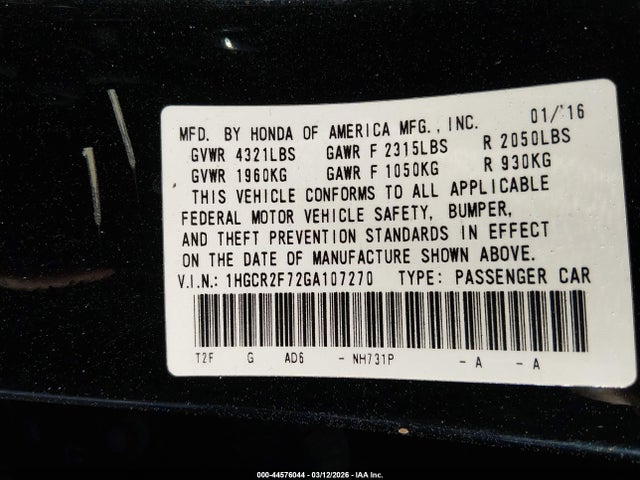 MFD. BY HONDA OF AMERICA MFG., INC. 01/'16
GVWR 4321LBS GAWR F 2315LBS R 2050LBS
GVWR 1960KG GAWR F 1050KG R 930KG
THIS VEHICLE CONFORMS TO ALL APPLICABLE
FEDERAL MOTOR VEHICLE SAFETY, BUMPER,
AND THEFT PREVENTION STANDARDS IN EFFECT
ON THE DATE OF MANUFACTURE SHOWN ABOVE.
V.I.N.: 1HGCR2F72GA107270 TYPE: PASSENGER CAR
T2F G AD6 - NH731P - A - A
000-44576044 - 03/12/2026 - IAA Inc.